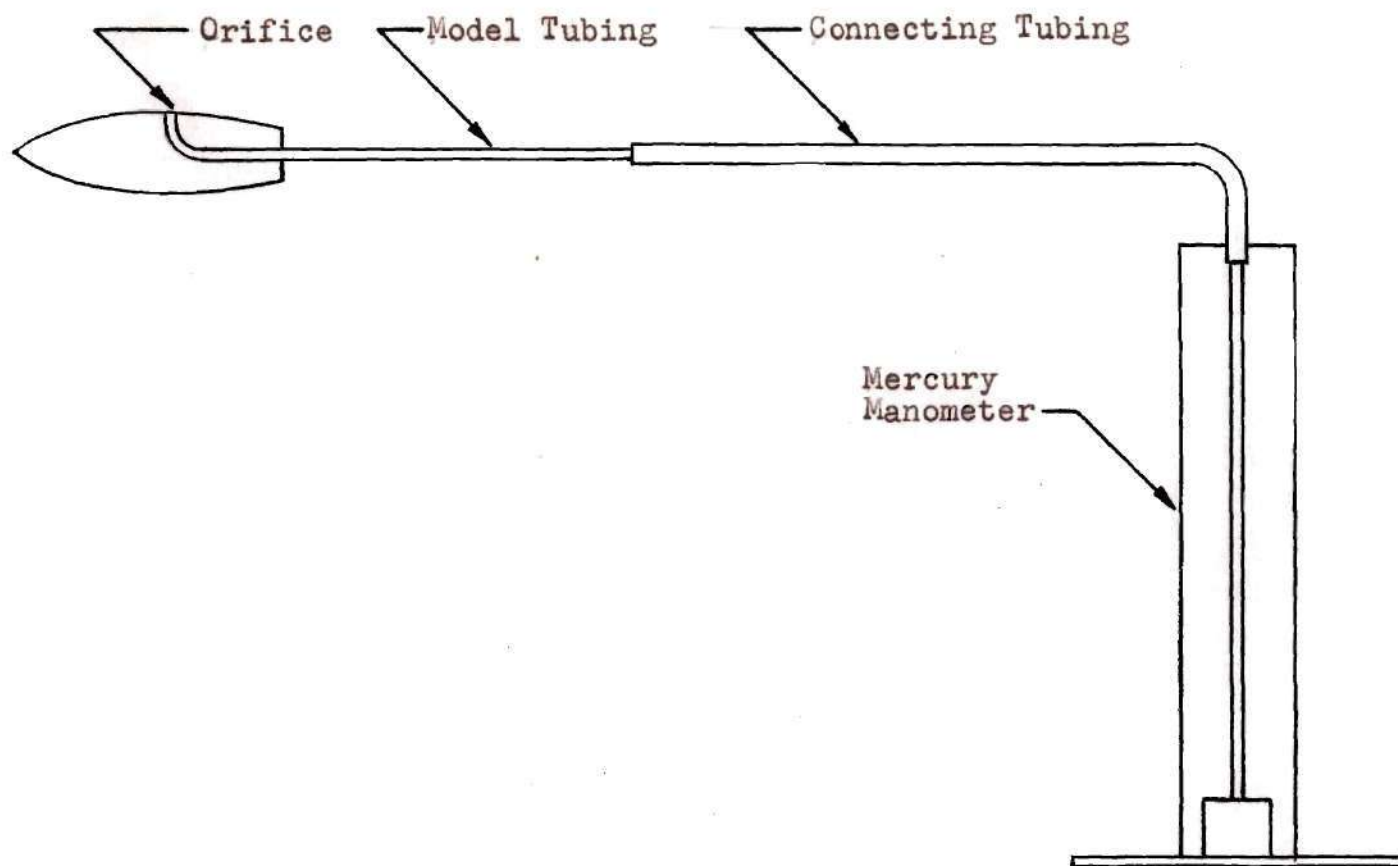 Orifice
Model Tubing
Connecting Tubing
Mercury
Manometer